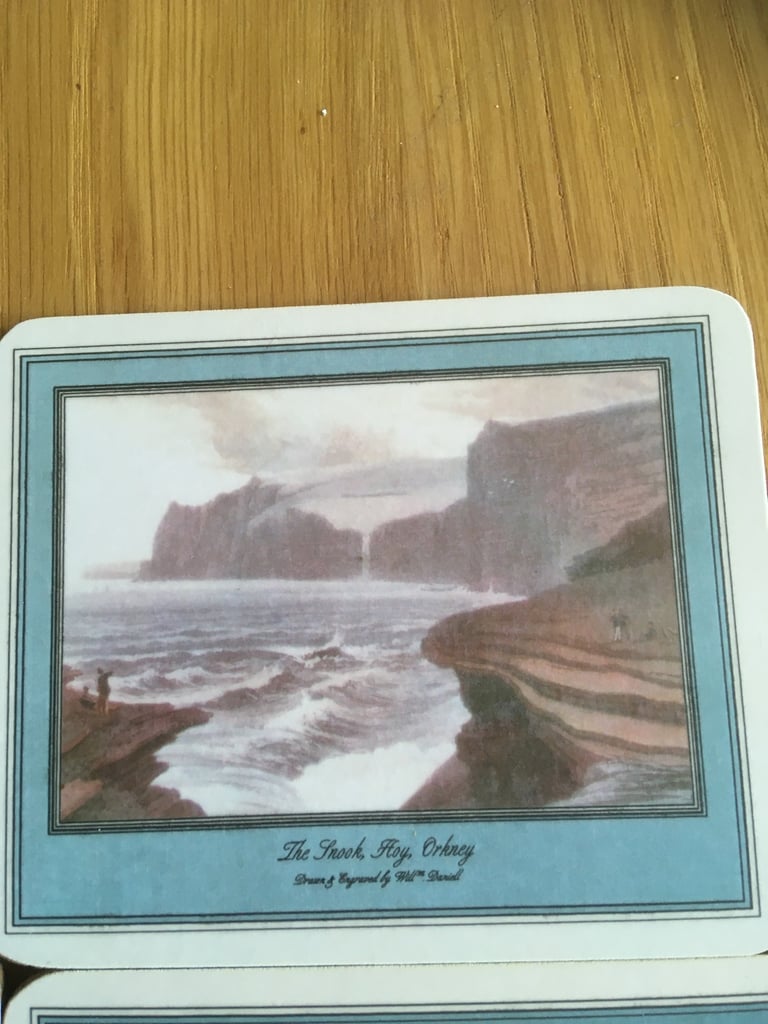 The Snook, Hoy, Orkney
Drawn & Engraved by Willm. Daniell